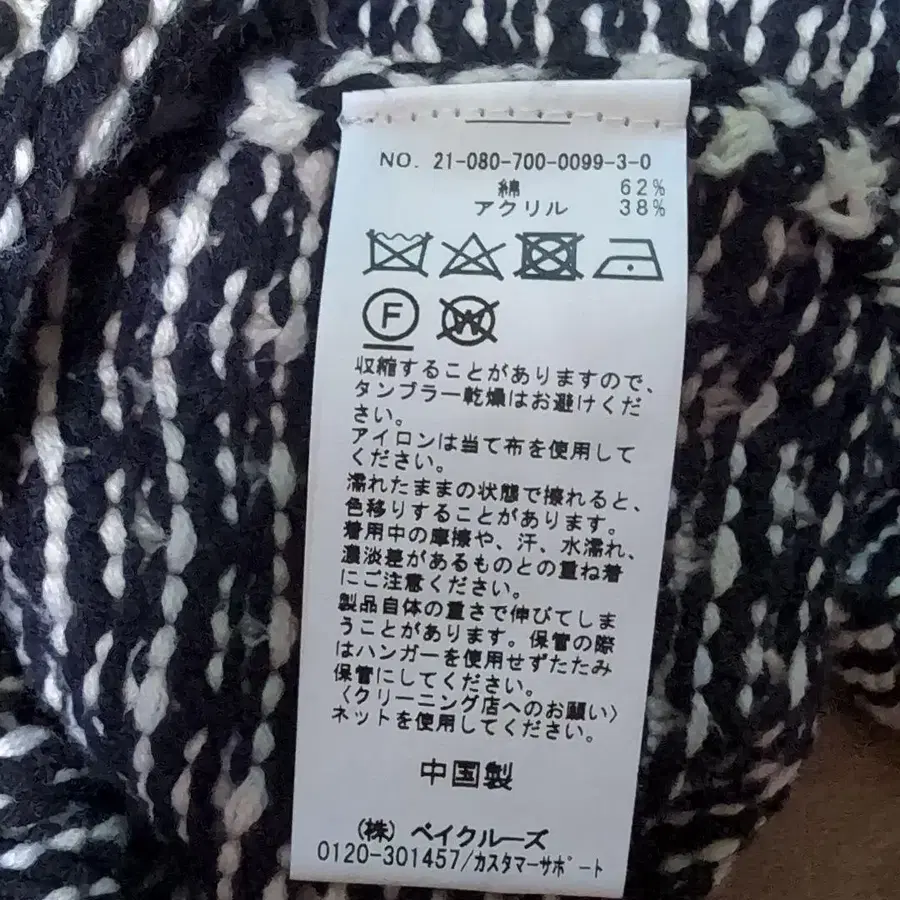 NO. 21-080-700-0099-3-0
綿 62%
アクリル 38%
F W
収縮することがありますので、
タンブラー乾燥はお避けくだ
さい。
アイロンは当て布を使用して
ください。
濡れたままの状態で擦れると、
色移りすることがあります。
着用中の摩擦や、汗、水濡れ、
濃淡差があるものとの重ね着
にご注意ください。
製品自体の重さで伸びてしま
うことがあります。保管の際
はハンガーを使用せずたたみ
保管にしてください。
〈クリーニング店へのお願い〉
ネットを使用してください。
中国製
(株) ベイクルーズ
0120-301457/カスタマーサポート